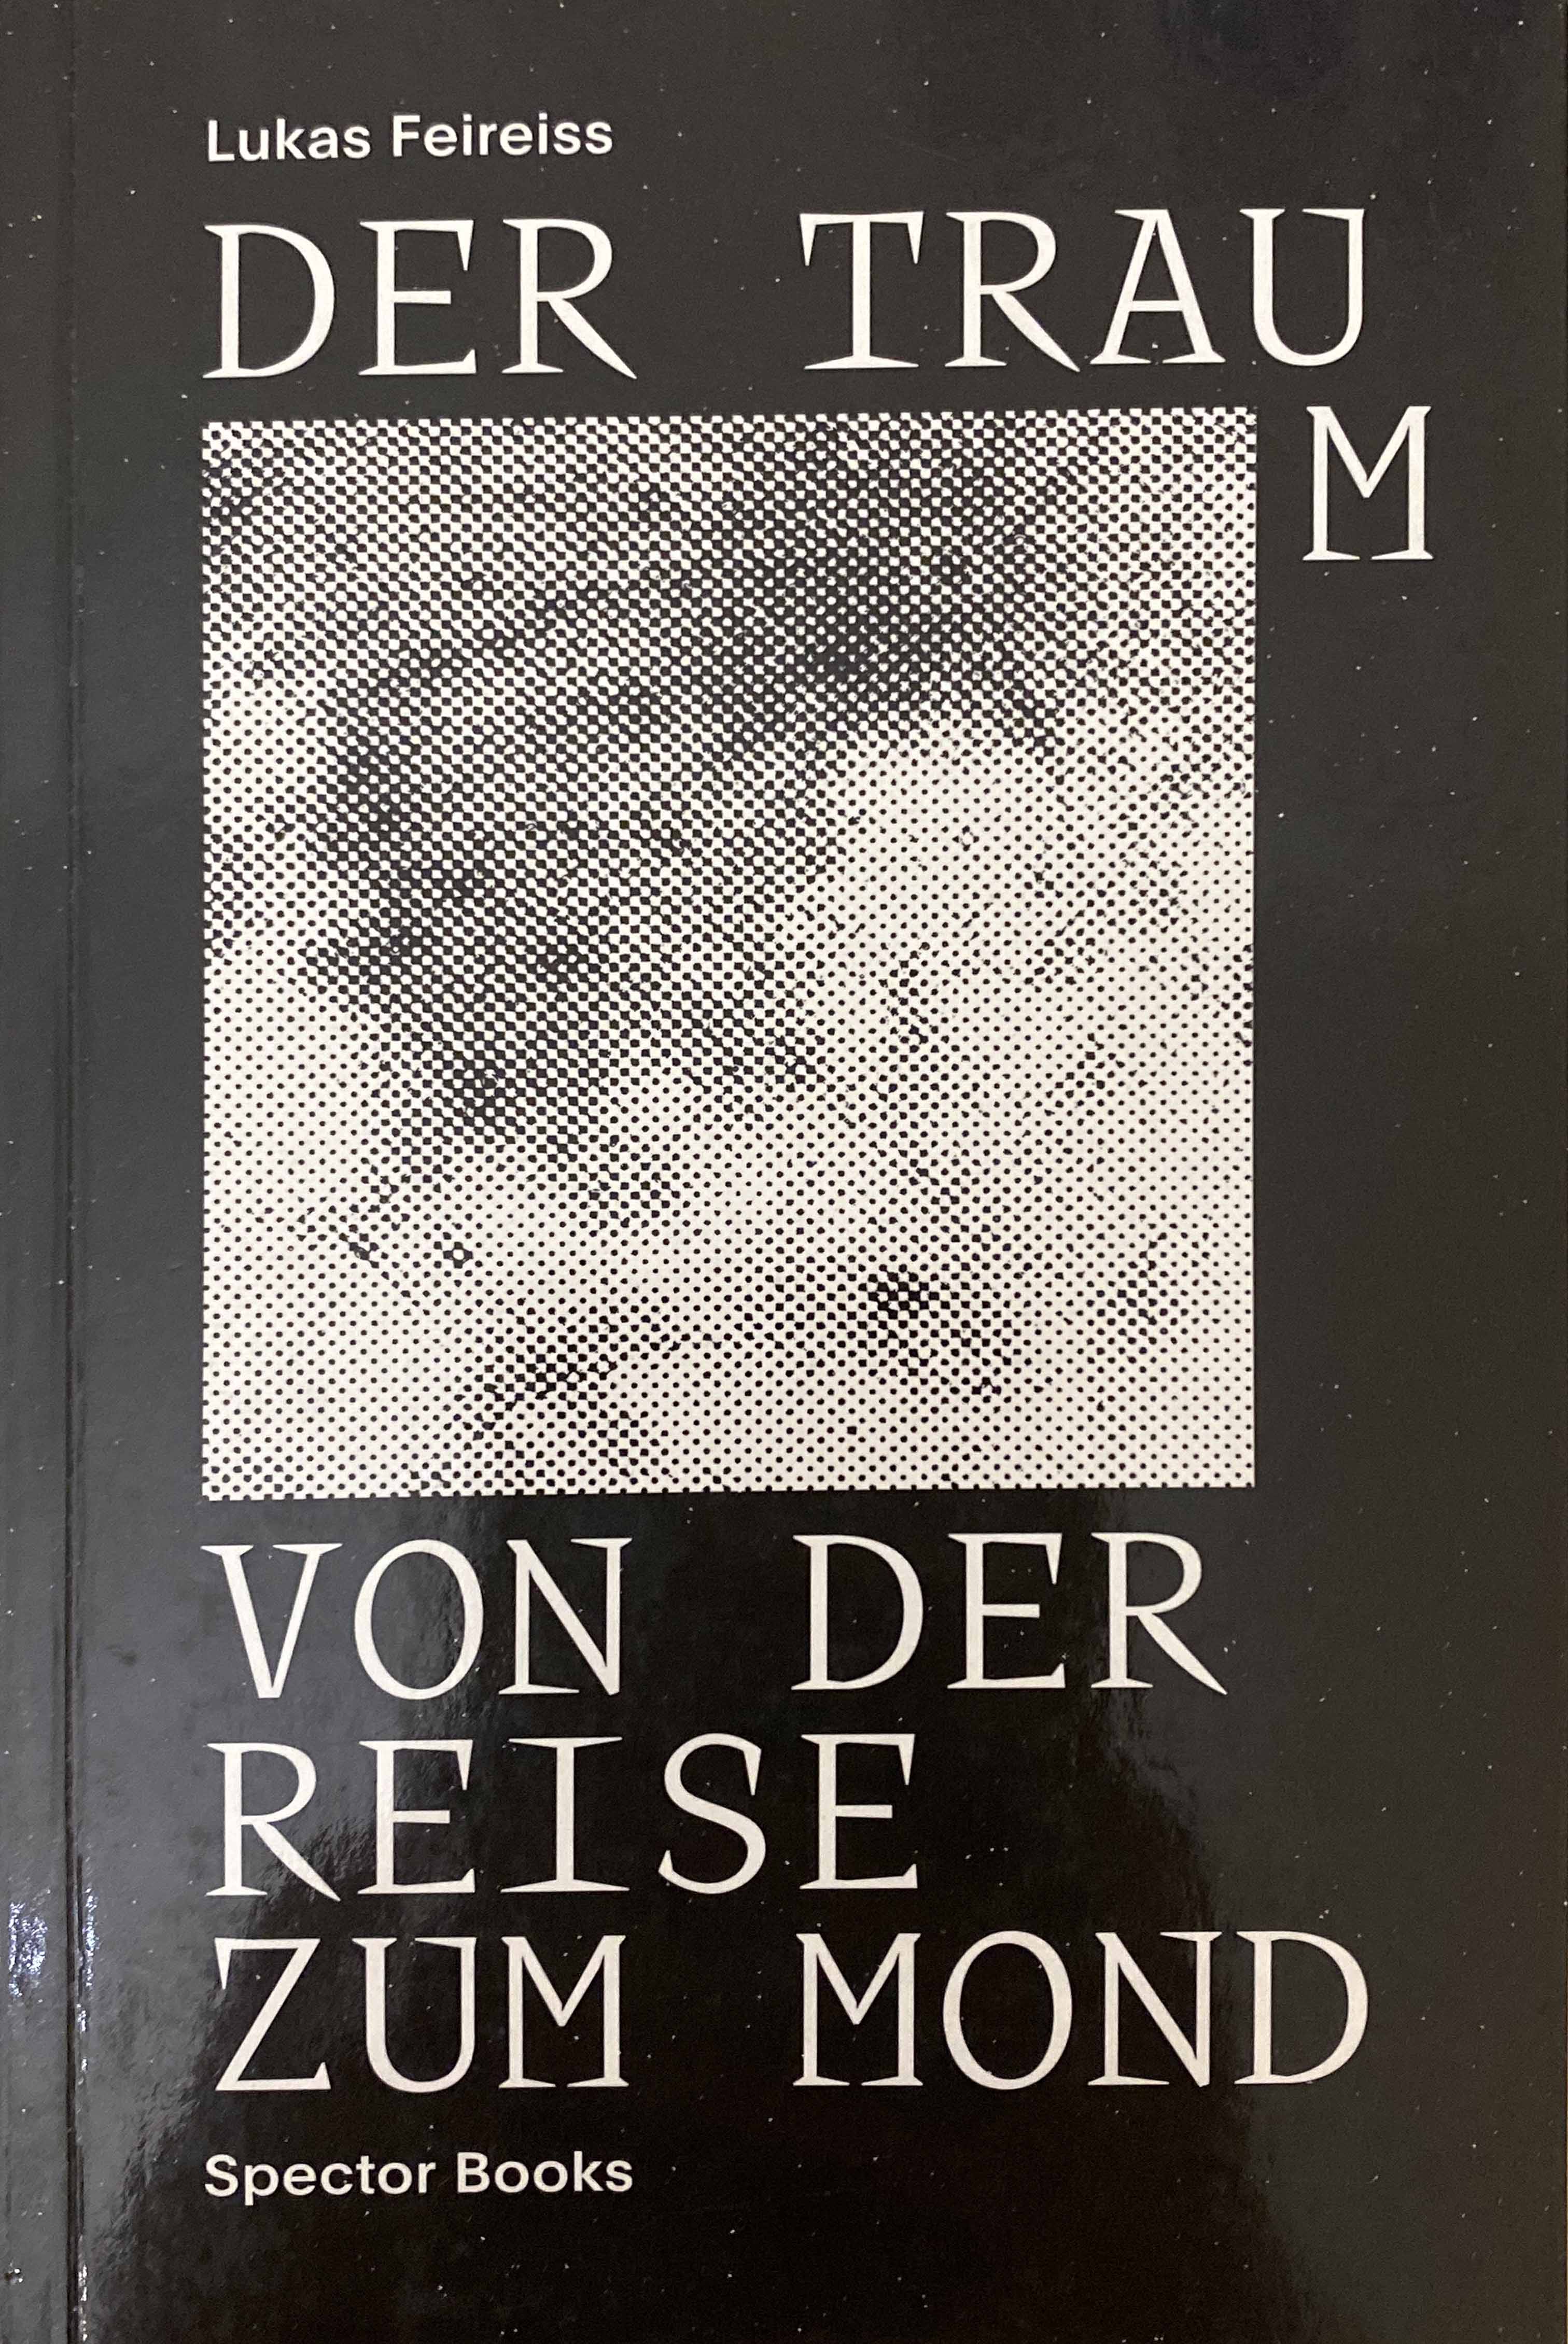 Lukas Feireiss
DER TRAU
M
VON DER
REISE
ZUM MOND
Spector Books